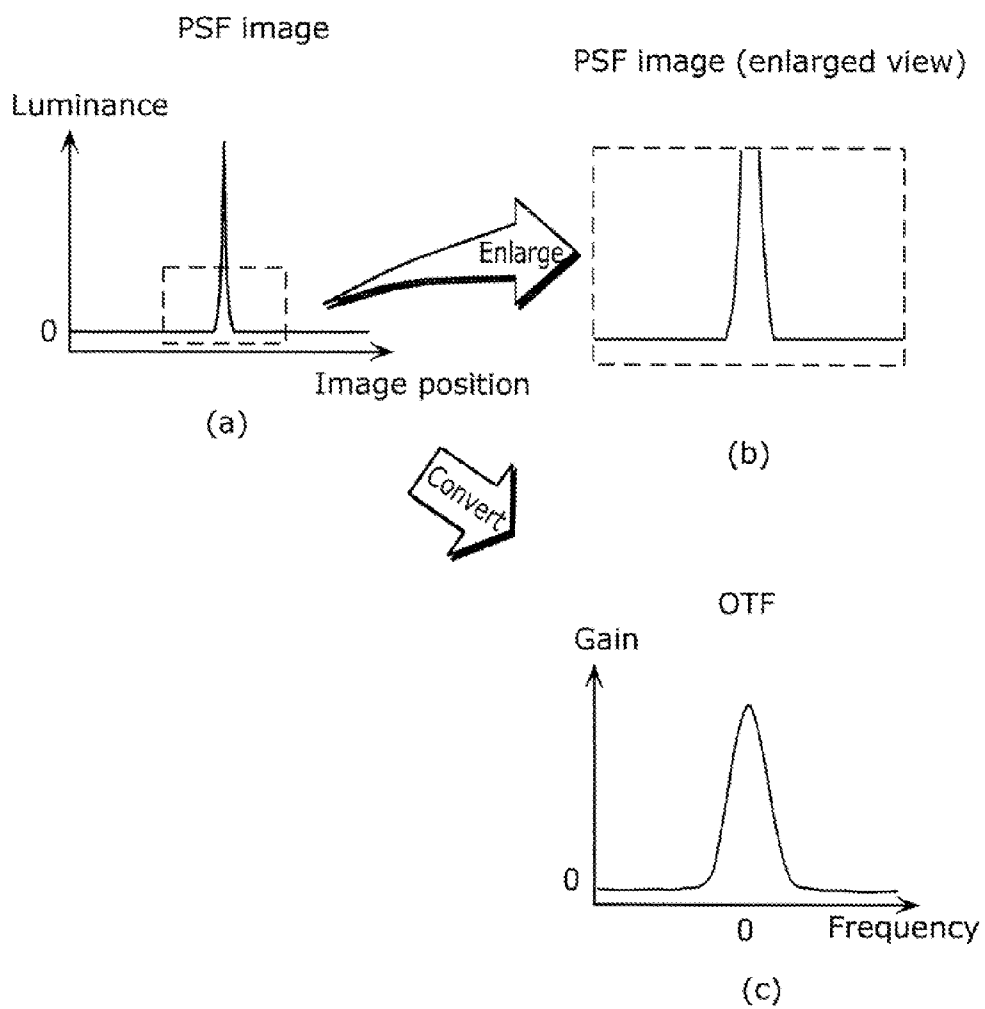 PSF image
Luminance
0
Image position
(a)
Enlarge
PSF image (enlarged view)
(b)
Convert
OTF
Gain
0
0
Frequency
(c)